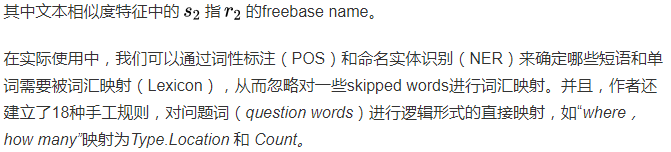 其中文本相似度特征中的 s₂ 指 r₂ 的freebase name。
在实际使用中，我们可以通过词性标注（POS）和命名实体识别（NER）来确定哪些短语和单
词需要被词汇映射（Lexicon），从而忽略对一些skipped words进行词汇映射。并且，作者还
建立了18种手工规则，对问题词（question words）进行逻辑形式的直接映射，如“where，
how many”映射为Type.Location 和 Count。